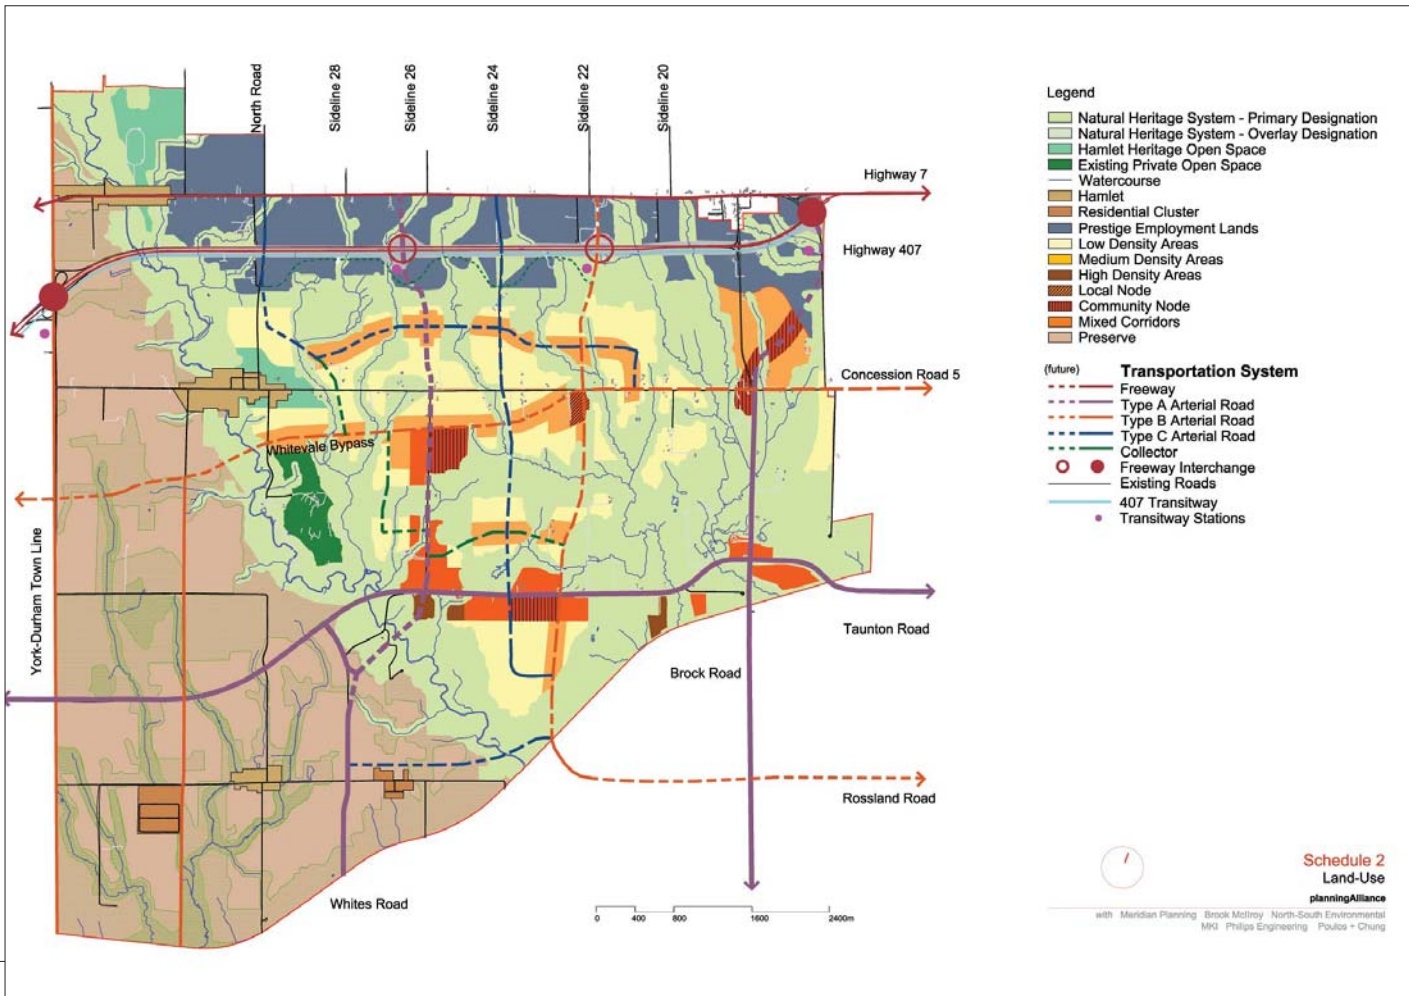 North Road
Sideline 28
Sideline 26
Sideline 24
Sideline 22
Sideline 20
Highway 7
Highway 407
Concession Road 5
Whitevale Bypass
York-Durham Town Line
Taunton Road
Brock Road
Rossland Road
Whites Road
0 400 800 1600 2400m
Legend
Natural Heritage System - Primary Designation
Natural Heritage System - Overlay Designation
Hamlet Heritage Open Space
Existing Private Open Space
Watercourse
Hamlet
Residential Cluster
Prestige Employment Lands
Low Density Areas
Medium Density Areas
High Density Areas
Local Node
Community Node
Mixed Corridors
Preserve
(future) Transportation System
Freeway
Type A Arterial Road
Type B Arterial Road
Type C Arterial Road
Collector
Freeway Interchange
Existing Roads
407 Transitway
Transitway Stations
Schedule 2
Land-Use
planningAlliance
with Meridian Planning Brook McIlroy North-South Environmental
MKI Philips Engineering Poulos + Chung